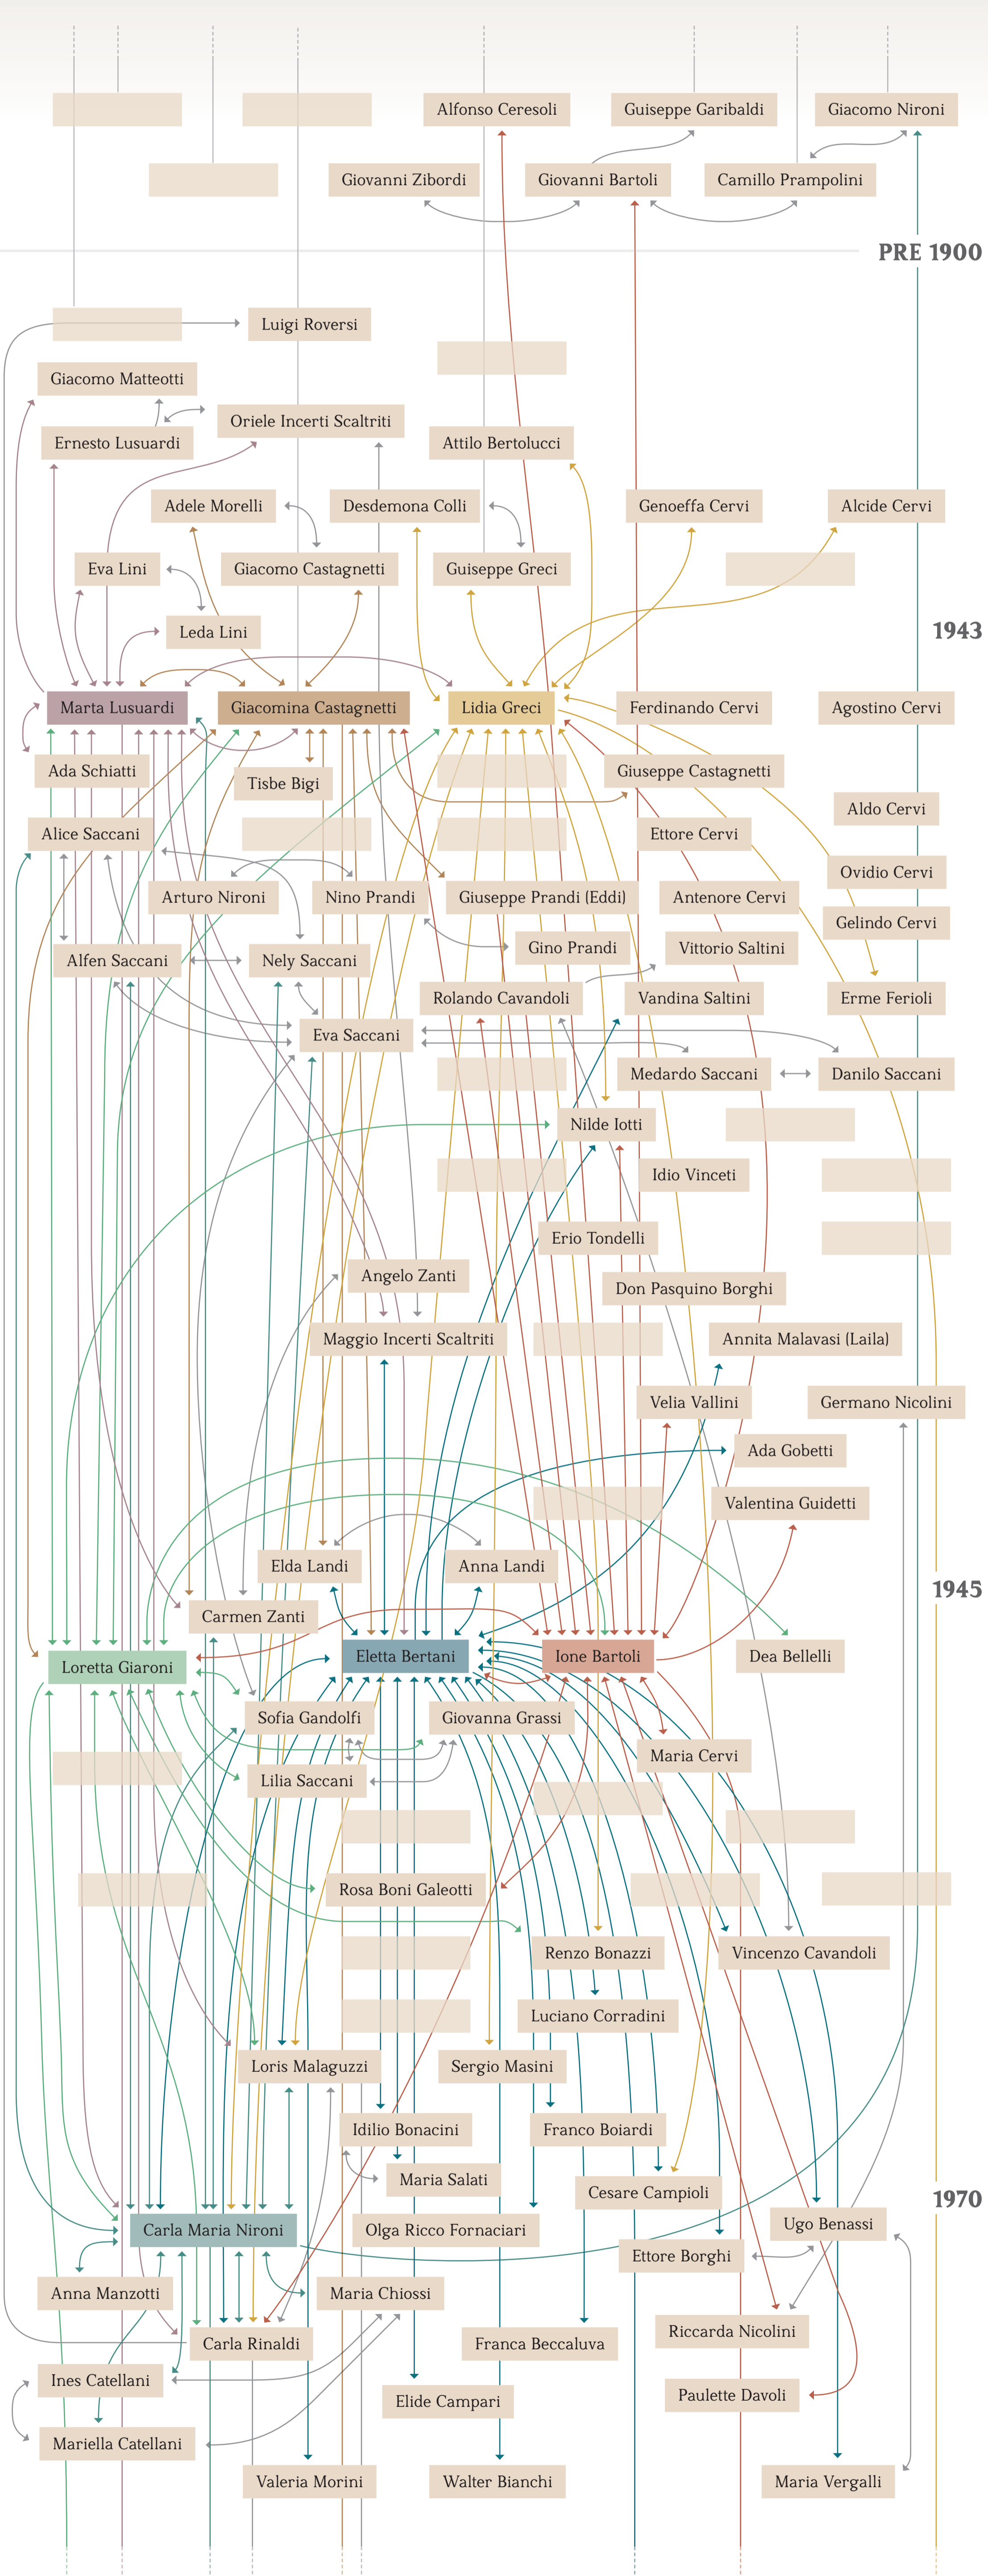 Alfonso Ceresoli
Guiseppe Garibaldi
Giacomo Nironi
Giovanni Zibordi
Giovanni Bartoli
Camillo Prampolini
PRE 1900
Luigi Roversi
Giacomo Matteotti
Oriele Incerti Scaltriti
Ernesto Lusuardi
Attilo Bertolucci
Adele Morelli
Desdemona Colli
Genoeffa Cervi
Alcide Cervi
Eva Lini
Giacomo Castagnetti
Guiseppe Greci
Leda Lini
1943
Marta Lusuardi
Giacomina Castagnetti
Lidia Greci
Ferdinando Cervi
Agostino Cervi
Ada Schiatti
Tisbe Bigi
Giuseppe Castagnetti
Aldo Cervi
Alice Saccani
Ettore Cervi
Ovidio Cervi
Arturo Nironi
Nino Prandi
Giuseppe Prandi (Eddi)
Antenore Cervi
Gelindo Cervi
Alfen Saccani
Nely Saccani
Gino Prandi
Vittorio Saltini
Rolando Cavandoli
Vandina Saltini
Erme Ferioli
Eva Saccani
Medardo Saccani
Danilo Saccani
Nilde Iotti
Idio Vinceti
Erio Tondelli
Angelo Zanti
Don Pasquino Borghi
Maggio Incerti Scaltriti
Annita Malavasi (Laila)
Velia Vallini
Germano Nicolini
Ada Gobetti
Valentina Guidetti
Elda Landi
Anna Landi
1945
Carmen Zanti
Loretta Giaroni
Eletta Bertani
Ione Bartoli
Dea Bellelli
Sofia Gandolfi
Giovanna Grassi
Maria Cervi
Lilia Saccani
Rosa Boni Galeotti
Renzo Bonazzi
Vincenzo Cavandoli
Luciano Corradini
Loris Malaguzzi
Sergio Masini
Idilio Bonacini
Franco Boiardi
Maria Salati
Cesare Campioli
1970
Carla Maria Nironi
Olga Ricco Fornaciari
Ugo Benassi
Ettore Borghi
Anna Manzotti
Maria Chiossi
Carla Rinaldi
Franca Beccaluva
Riccarda Nicolini
Ines Catellani
Elide Campari
Paulette Davoli
Mariella Catellani
Valeria Morini
Walter Bianchi
Maria Vergalli